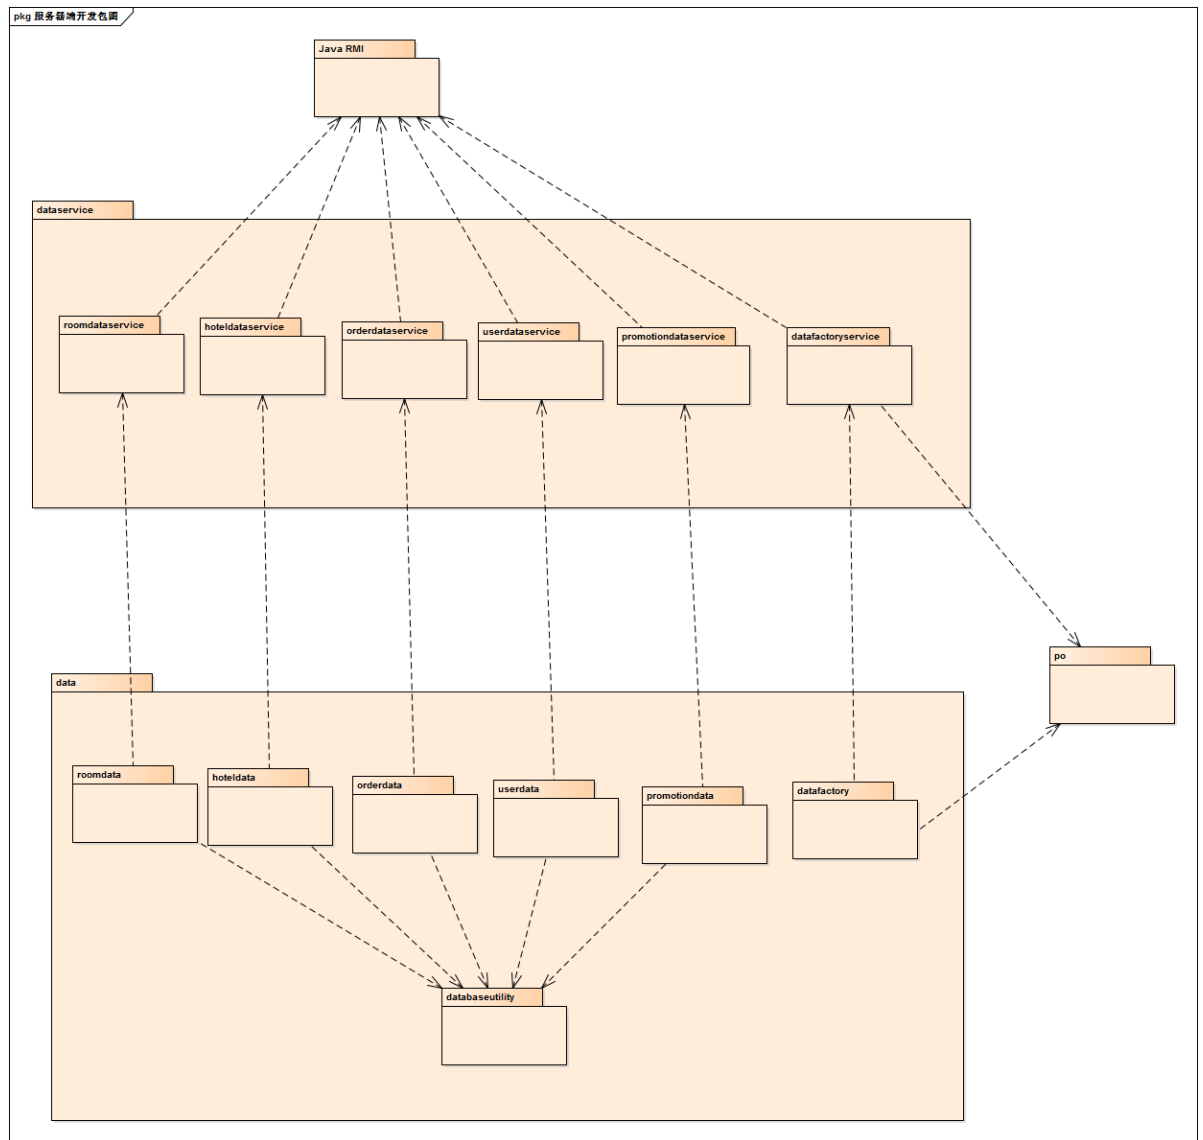 pkg 服务器端开发包图
Java RMI
dataservice
roomdataservice
hoteldataservice
orderdataservice
userdataservice
promotiondataservice
datafactoryservice
po
data
roomdata
hoteldata
orderdata
userdata
promotiondata
datafactory
databaseutility